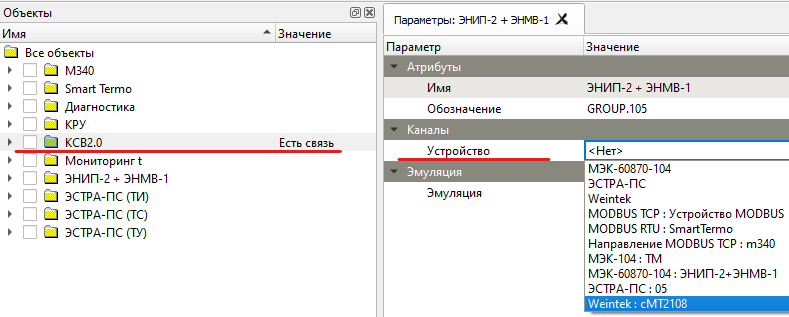 Объекты
Имя Значение
Все объекты
M340
Smart Termo
Диагностика
КРУ
КСВ2.0 Есть связь
Мониторинг t
ЭНИП-2 + ЭНМВ-1
ЭСТРА-ПС (ТИ)
ЭСТРА-ПС (ТС)
ЭСТРА-ПС (ТУ)
Параметры: ЭНИП-2 + ЭНМВ-1
Параметр Значение
Атрибуты
Имя ЭНИП-2 + ЭНМВ-1
Обозначение GROUP.105
Каналы
Устройство <Нет>
МЭК-60870-104
ЭСТРА-ПС
Weintek
MODBUS TCP : Устройство MODBUS
MODBUS RTU : SmartTermo
Направление MODBUS TCP : m340
МЭК-104 : ТМ
МЭК-60870-104 : ЭНИП-2+ЭНМВ-1
ЭСТРА-ПС : 05
Weintek : cMT2108
Эмуляция
Эмуляция